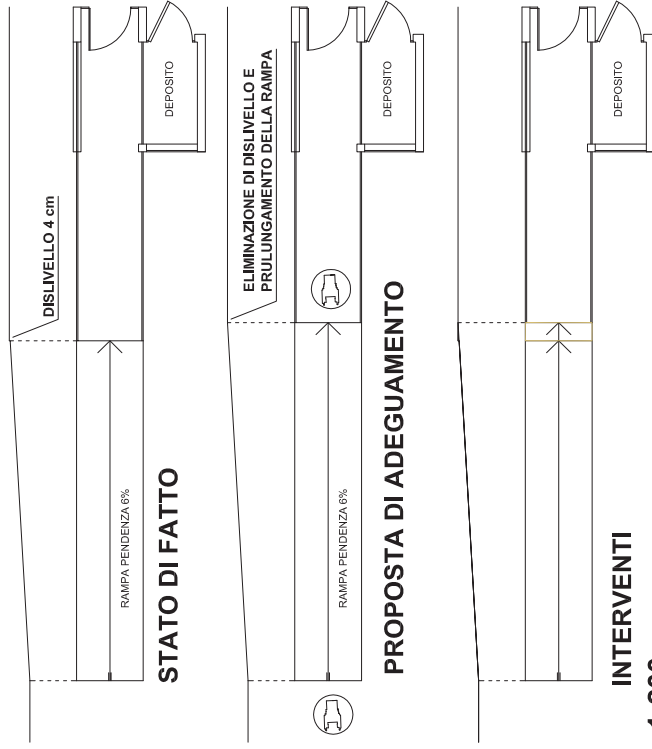 DISLIVELLO 4 cm
DEPOSITO
RAMPA PENDENZA 6%
STATO DI FATTO
ELIMINAZIONE DI DISLIVELLO E
PRULUNGAMENTO DELLA RAMPA
DEPOSITO
RAMPA PENDENZA 6%
PROPOSTA DI ADEGUAMENTO
DEPOSITO
INTERVENTI